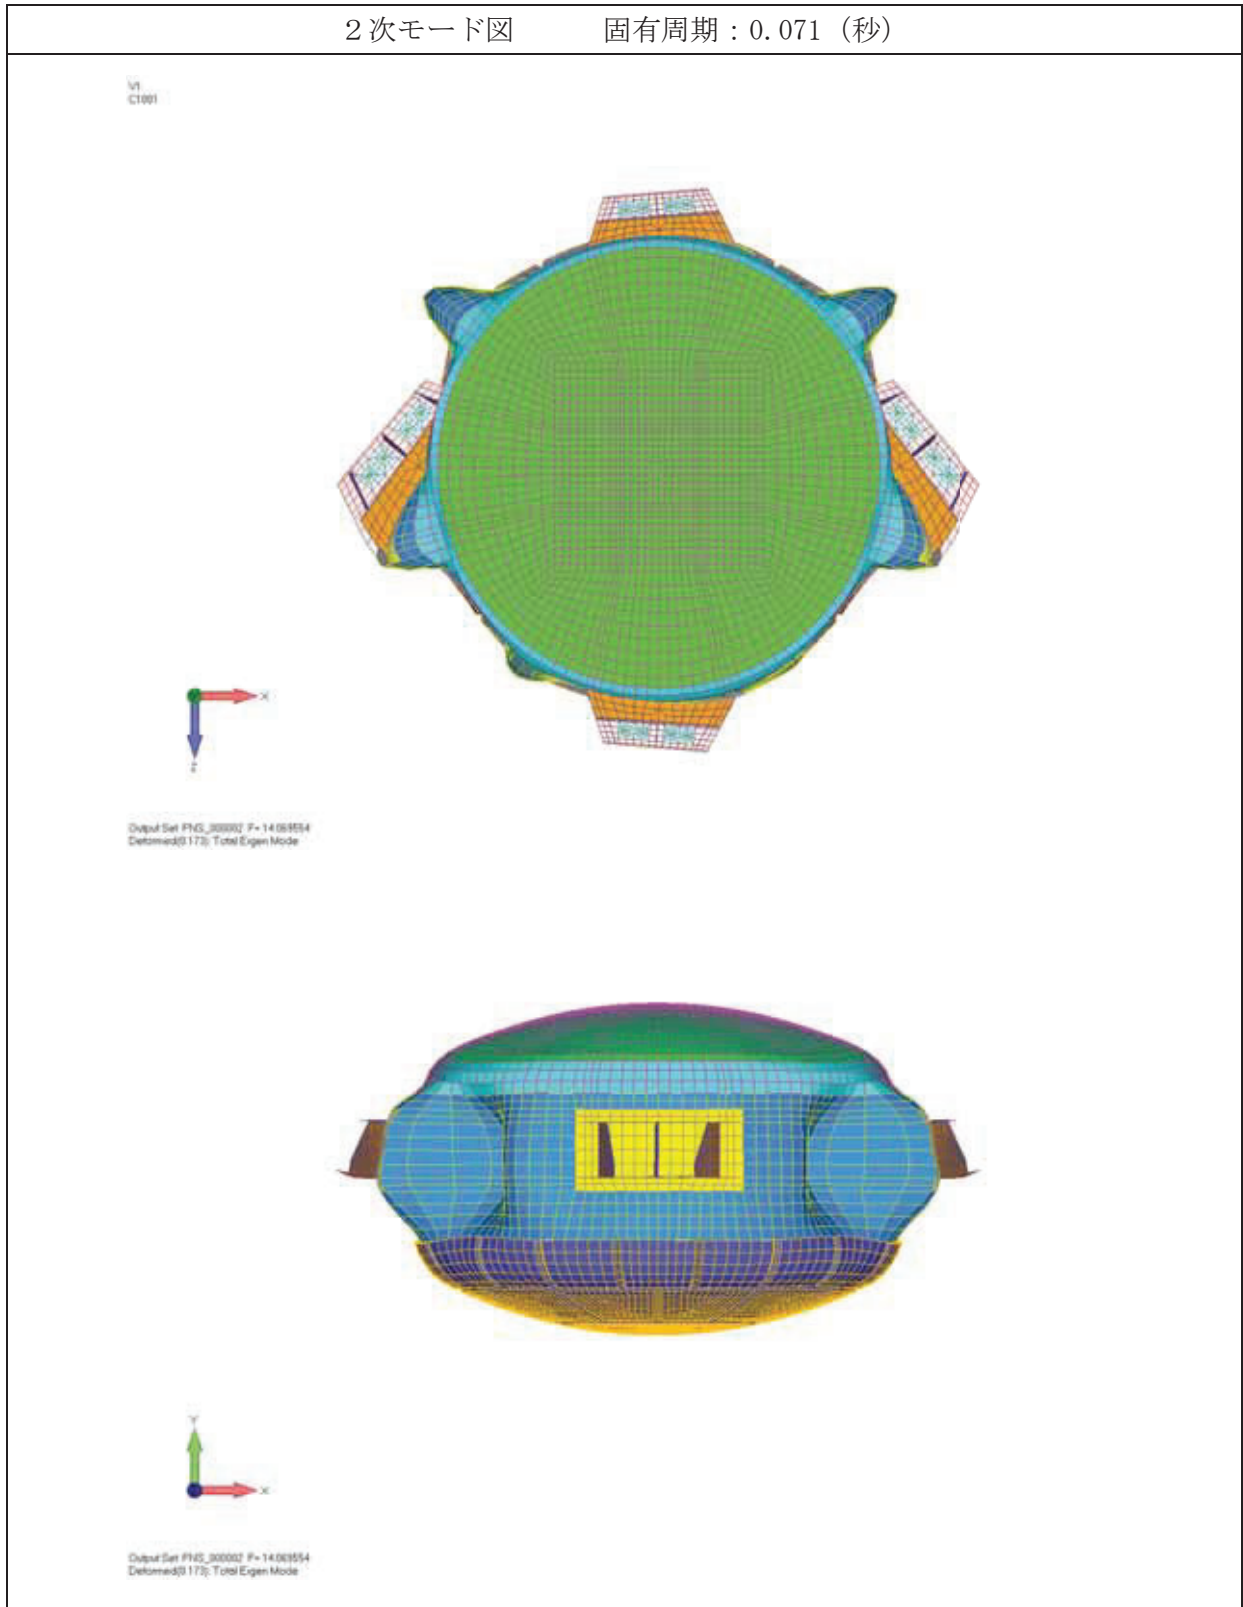 ２次モード図　　固有周期：0.071 (秒)
V1
C1001
X
Z
Output Set: FNS_000002 F= 14.069554
Deformed(0.173): Total Eigen Mode
Y
X
Output Set: FNS_000002 F= 14.069554
Deformed(0.173): Total Eigen Mode